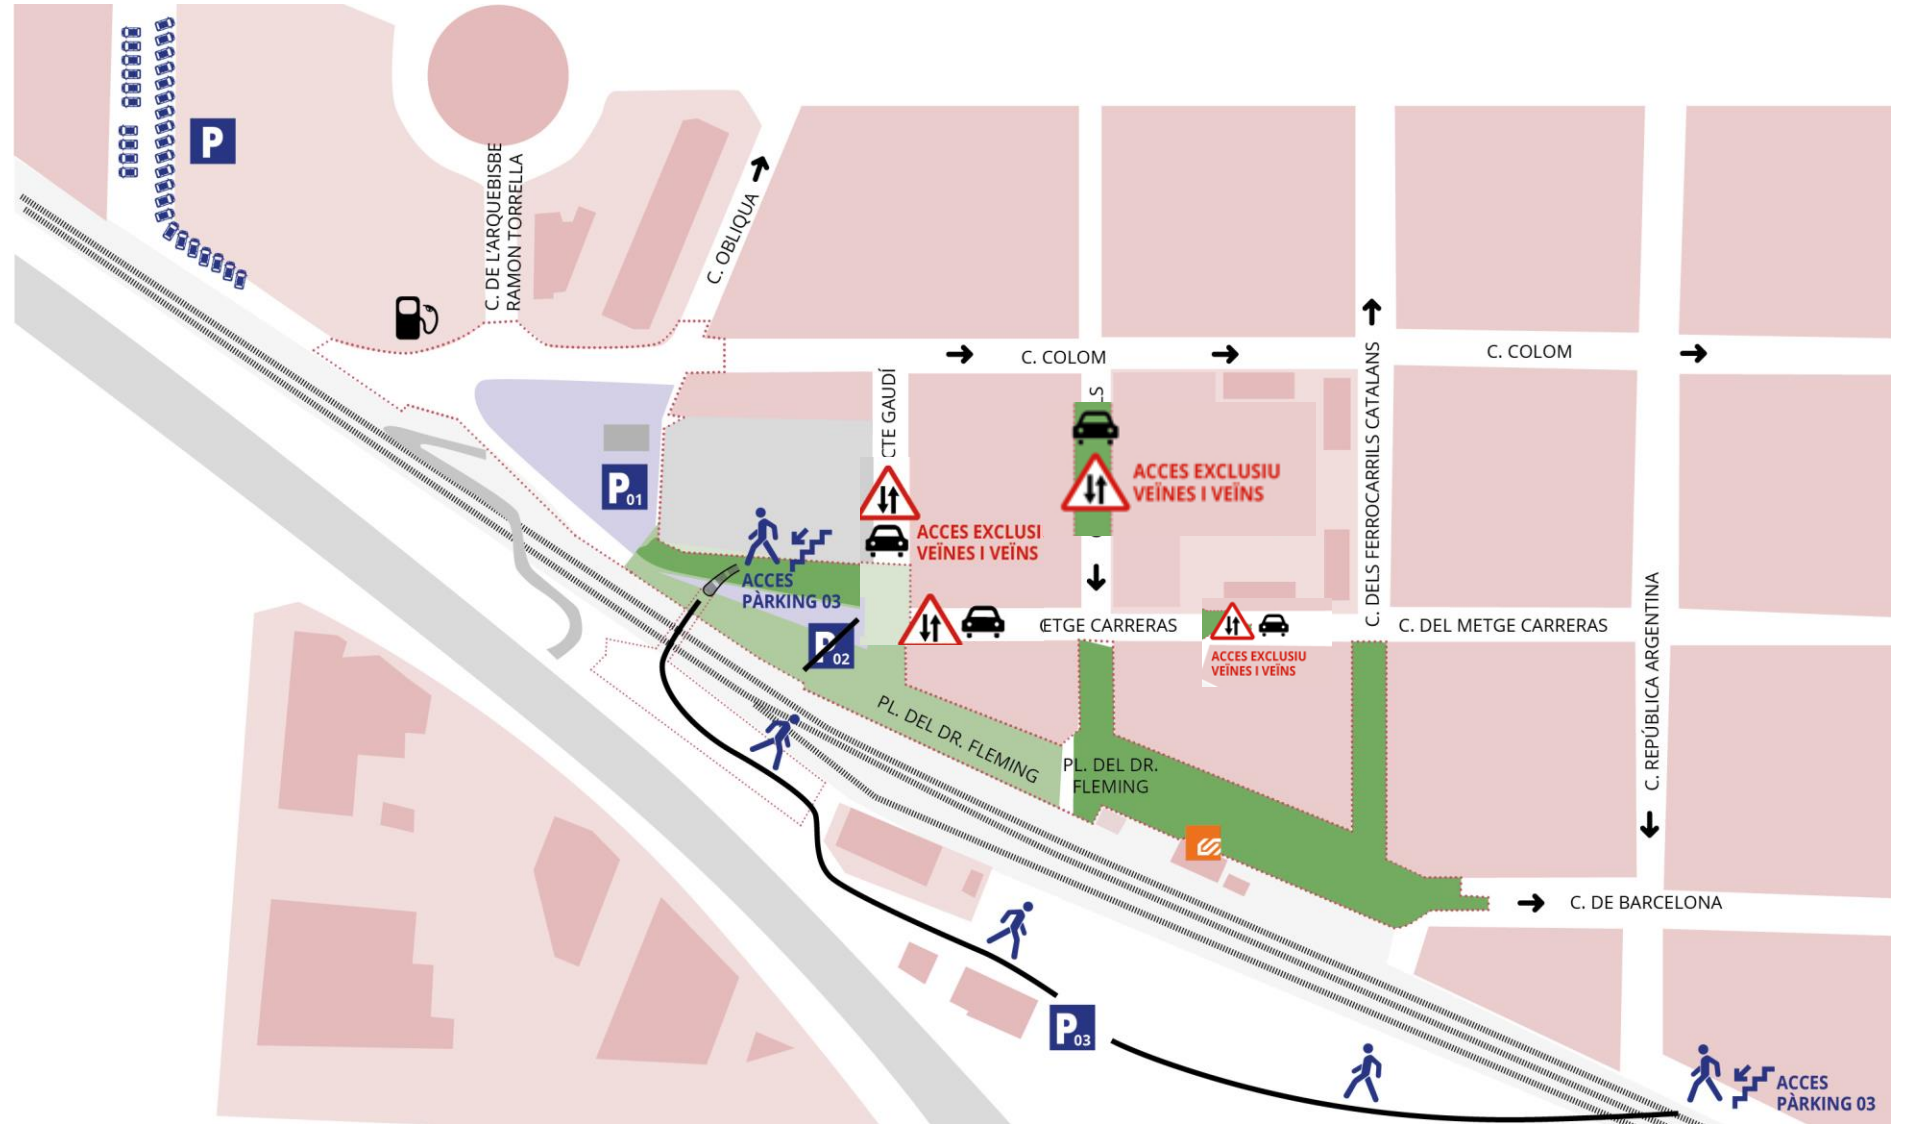 P
C. DE L'ARQUEBISBE
RAMON TORRELLA
C. OBLIQUA
C. COLOM
C. COLOM
CTE GAUDÍ
LS
C. DELS FERROCARRILS CATALANS
P01
ACCES EXCLUSIU
VEÏNES I VEÏNS
ACCES EXCLUSI
VEÏNES I VEÏNS
ACCES
PÀRKING 03
P02
ETGE CARRERAS
ACCES EXCLUSIU
VEÏNES I VEÏNS
C. DEL METGE CARRERAS
C. REPÚBLICA ARGENTINA
PL. DEL DR. FLEMING
PL. DEL DR.
FLEMING
C. DE BARCELONA
P03
ACCES
PÀRKING 03